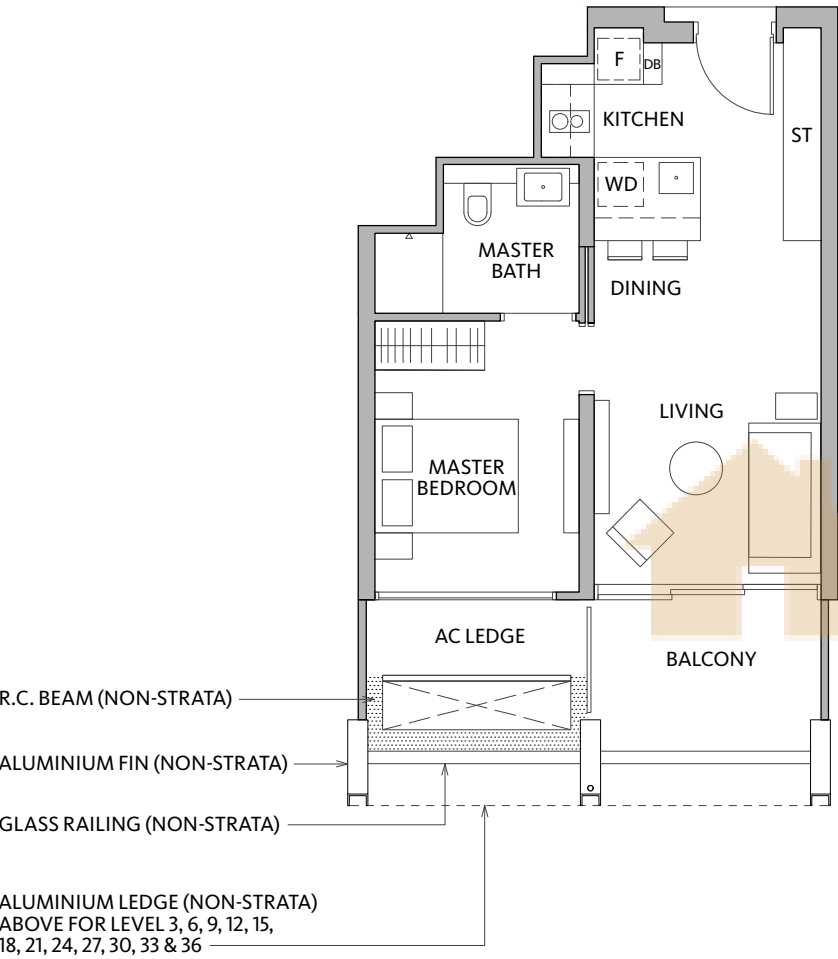 F
DB
KITCHEN
ST
WD
MASTER
BATH
DINING
LIVING
MASTER
BEDROOM
AC LEDGE
BALCONY
R.C. BEAM (NON-STRATA)
ALUMINIUM FIN (NON-STRATA)
GLASS RAILING (NON-STRATA)
ALUMINIUM LEDGE (NON-STRATA)
ABOVE FOR LEVEL 3, 6, 9, 12, 15,
18, 21, 24, 27, 30, 33 & 36